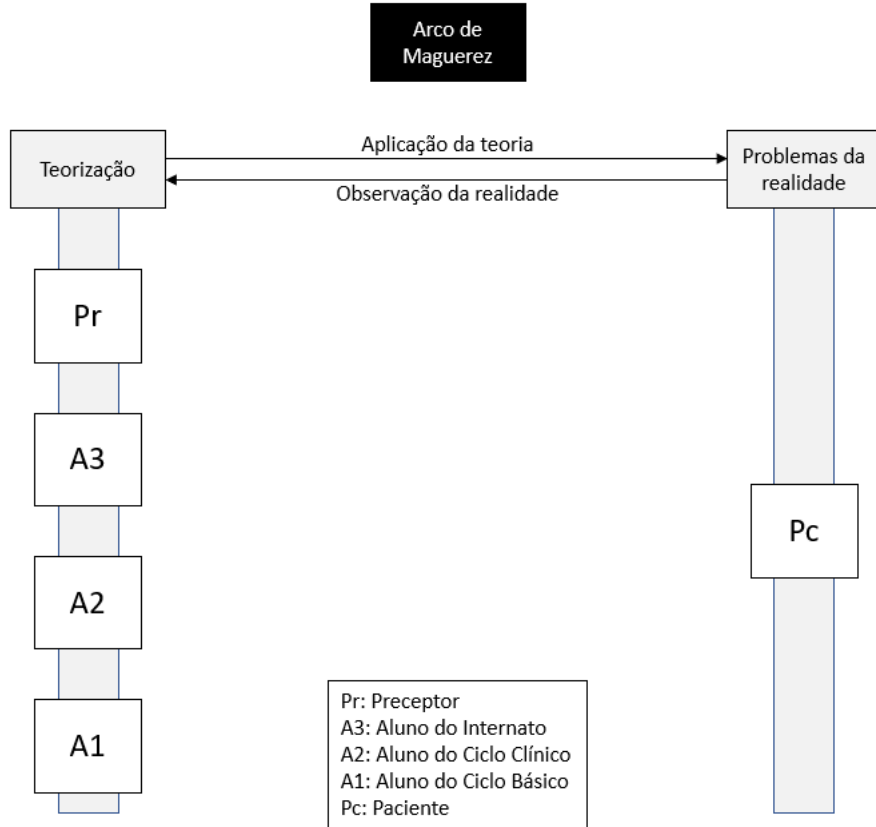 Arco de
Maguerez
Teorização
Aplicação da teoria
Observação da realidade
Problemas da
realidade
Pr
A3
A2
A1
Pc
Pr: Preceptor
A3: Aluno do Internato
A2: Aluno do Ciclo Clínico
A1: Aluno do Ciclo Básico
Pc: Paciente